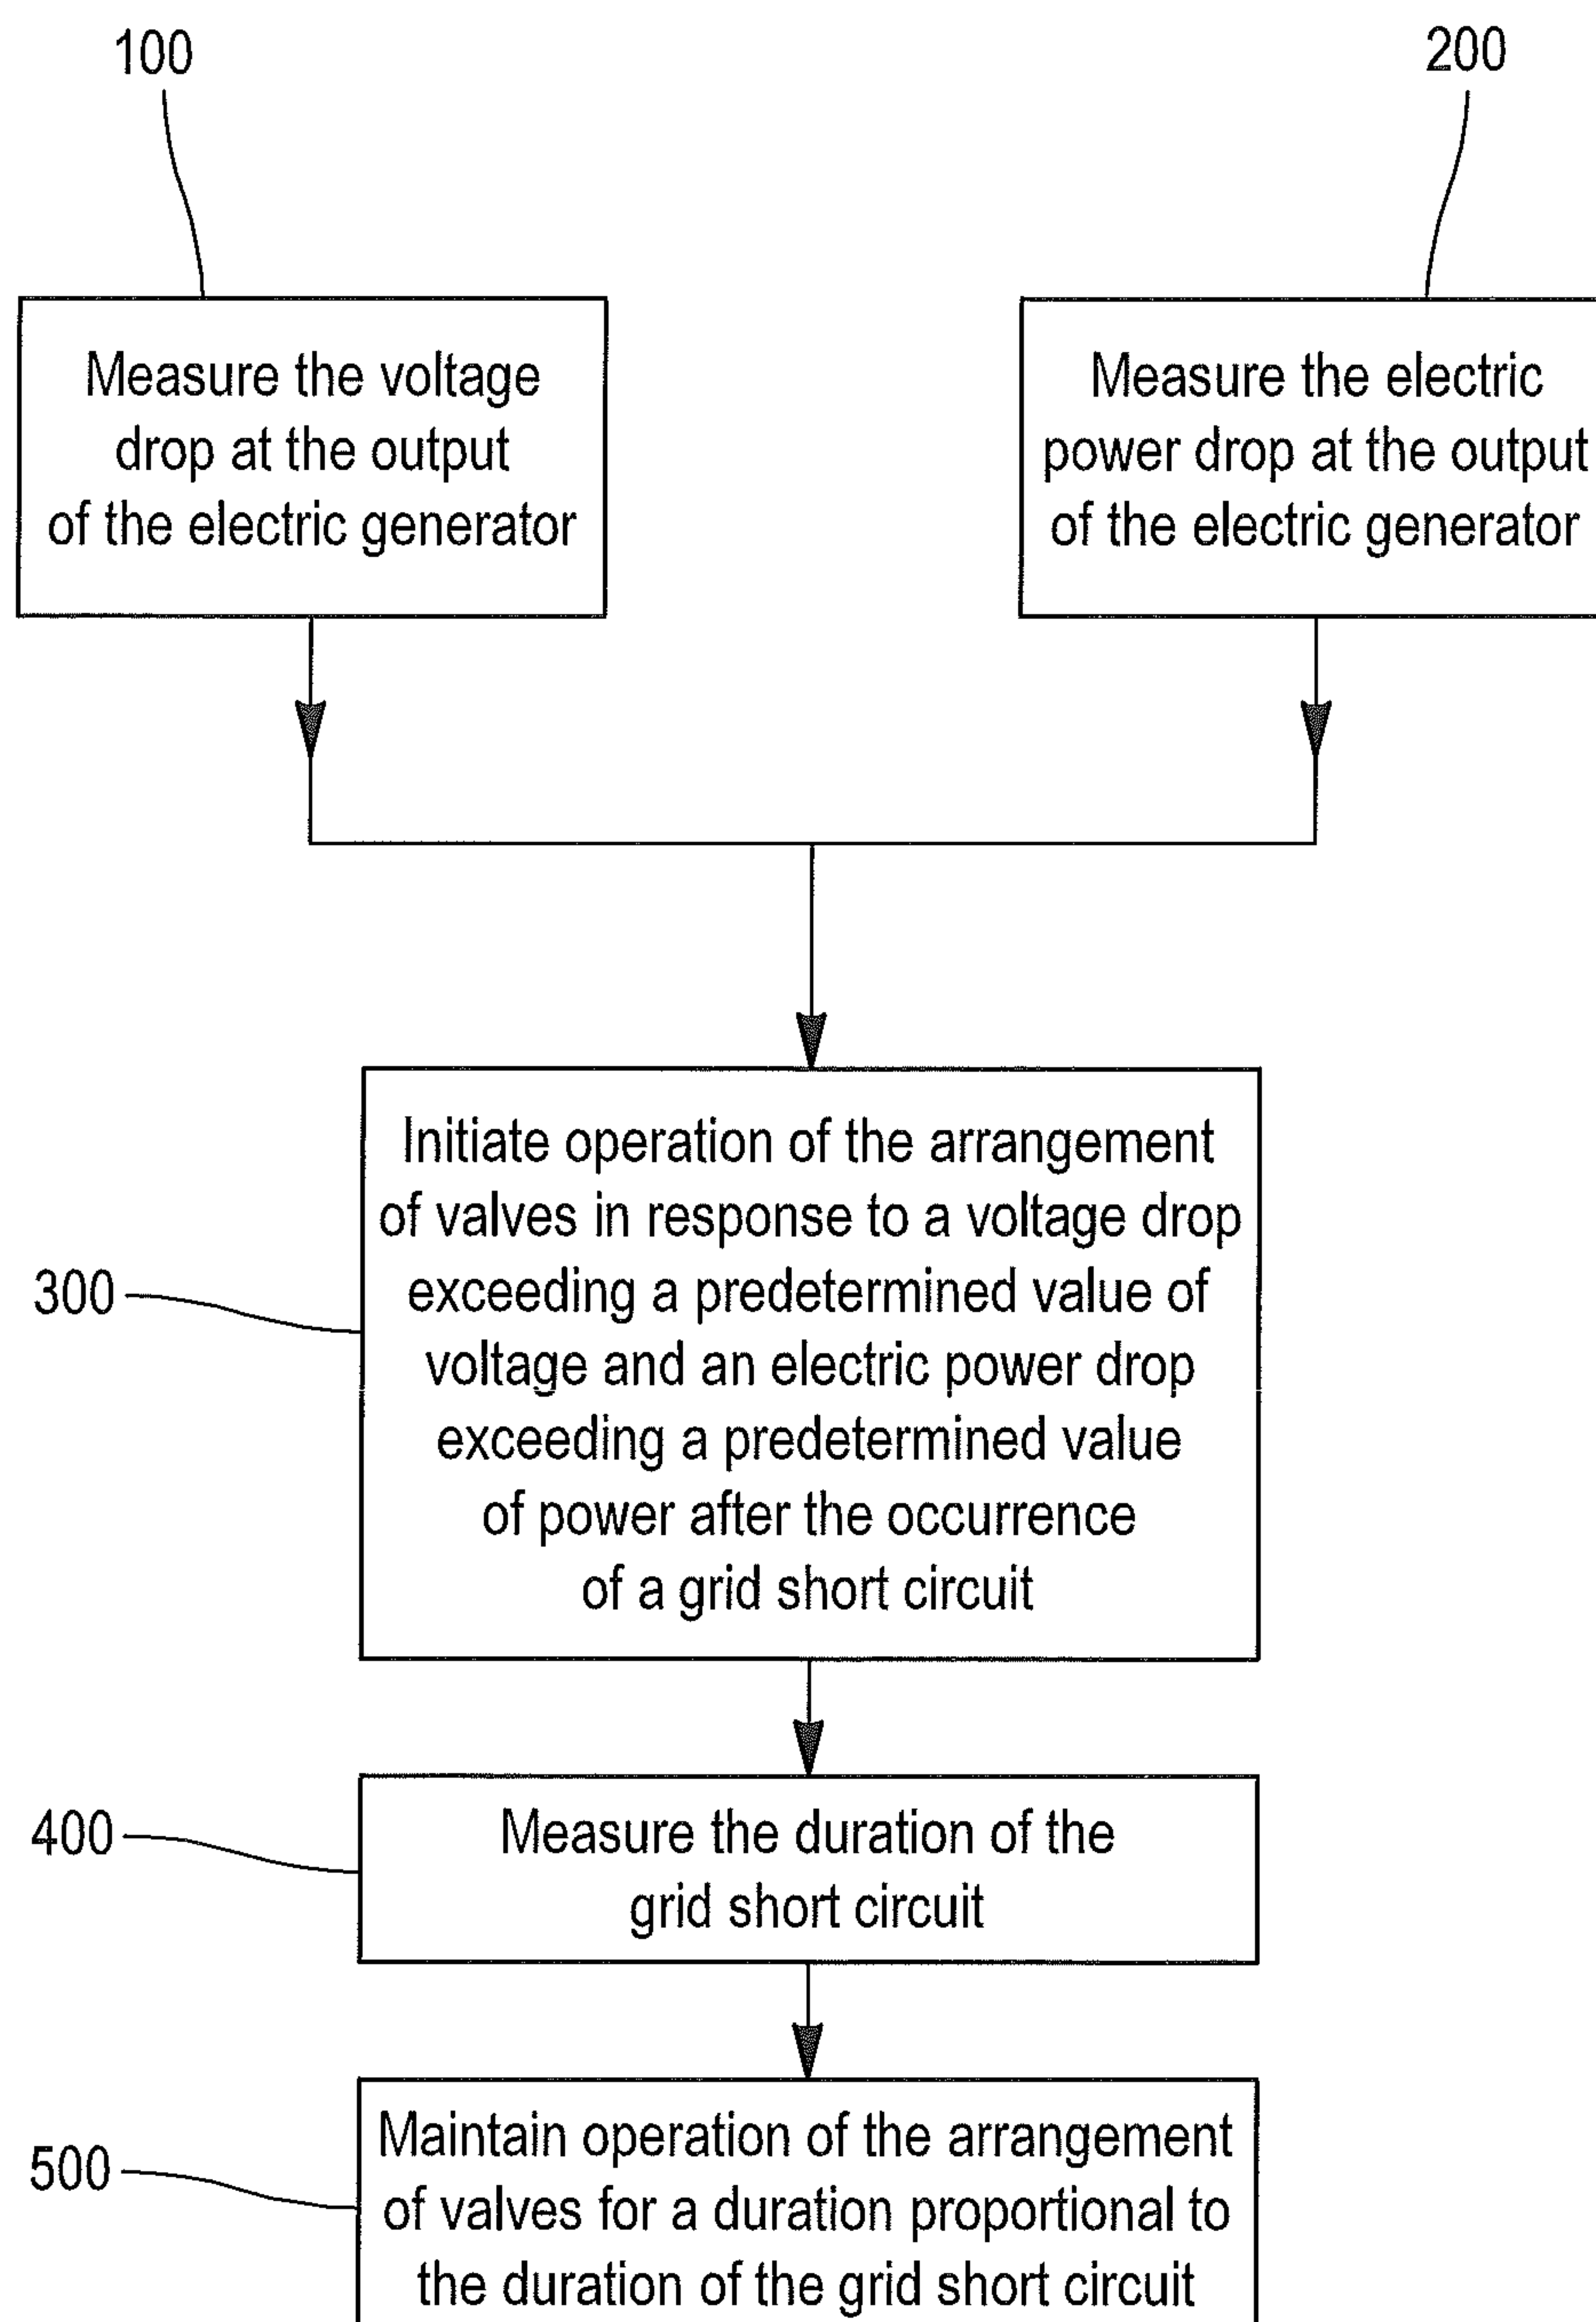 100
200
Measure the voltage
drop at the output
of the electric generator
Measure the electric
power drop at the output
of the electric generator
300
Initiate operation of the arrangement
of valves in response to a voltage drop
exceeding a predetermined value of
voltage and an electric power drop
exceeding a predetermined value
of power after the occurrence
of a grid short circuit
400
Measure the duration of the
grid short circuit
500
Maintain operation of the arrangement
of valves for a duration proportional to
the duration of the grid short circuit